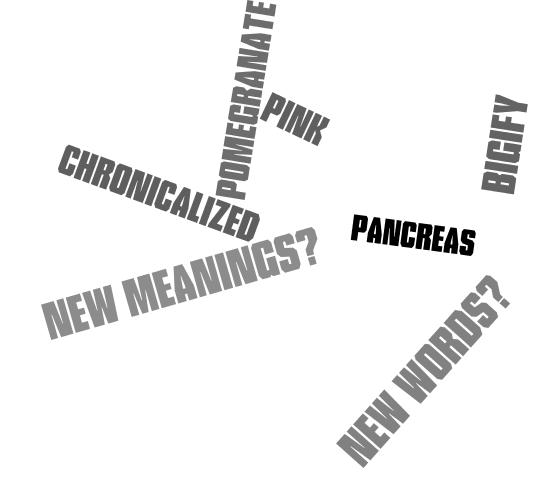 POMEGRANATE
PINK
BIGIFY
CHRONICALIZED
PANCREAS
NEW MEANINGS?
NEW WORDS?